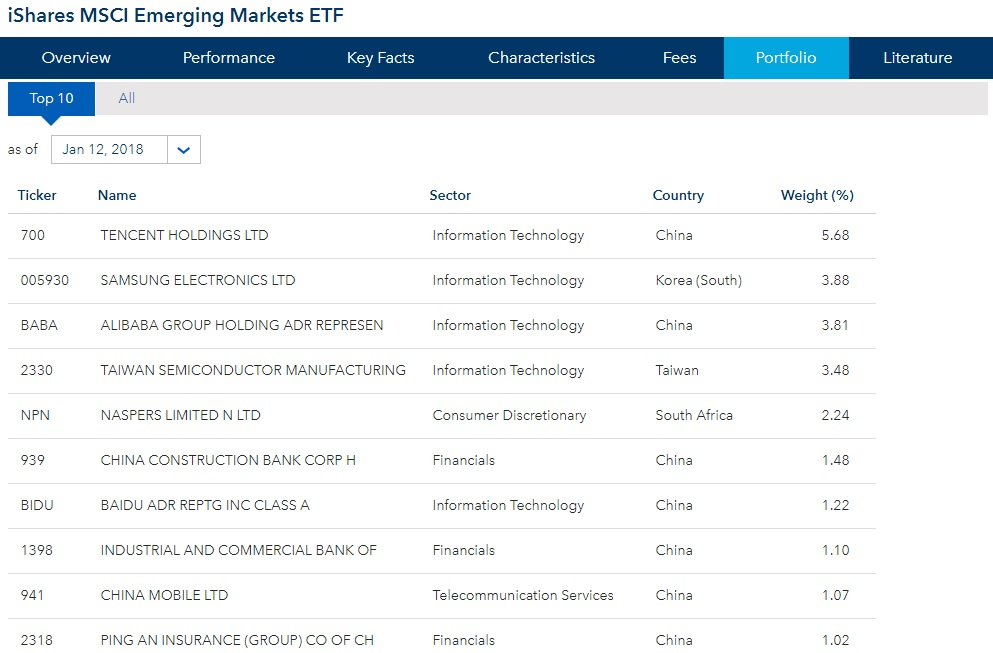 iShares MSCI Emerging Markets ETF
Overview Performance Key Facts Characteristics Fees Portfolio Literature
Top 10 All
as of Jan 12, 2018
Ticker Name Sector Country Weight (%)
700 TENCENT HOLDINGS LTD Information Technology China 5.68
005930 SAMSUNG ELECTRONICS LTD Information Technology Korea (South) 3.88
BABA ALIBABA GROUP HOLDING ADR REPRESEN Information Technology China 3.81
2330 TAIWAN SEMICONDUCTOR MANUFACTURING Information Technology Taiwan 3.48
NPN NASPERS LIMITED N LTD Consumer Discretionary South Africa 2.24
939 CHINA CONSTRUCTION BANK CORP H Financials China 1.48
BIDU BAIDU ADR REPTG INC CLASS A Information Technology China 1.22
1398 INDUSTRIAL AND COMMERCIAL BANK OF Financials China 1.10
941 CHINA MOBILE LTD Telecommunication Services China 1.07
2318 PING AN INSURANCE (GROUP) CO OF CH Financials China 1.02